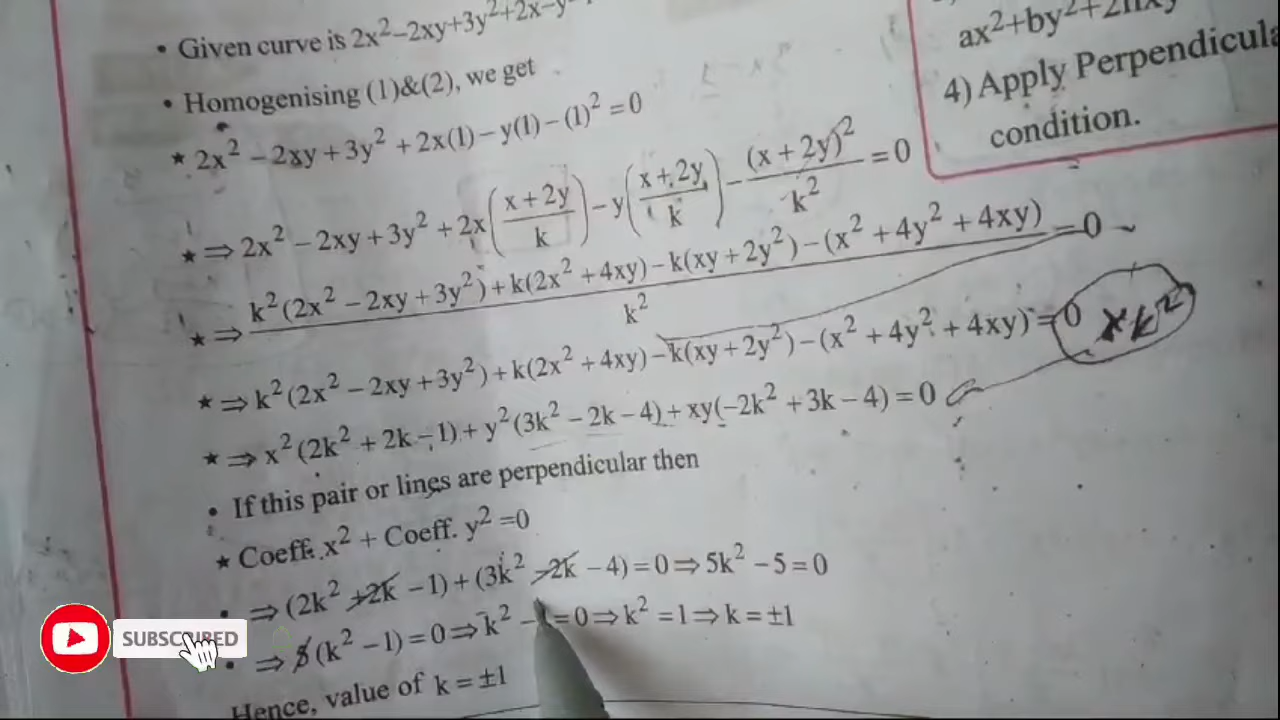 • Given curve is 2x²−2xy+3y²+2x−y−
• Homogenising (1)&(2), we get
★ 2x² − 2xy + 3y² + 2x(1) − y(1) − (1)² = 0
★ ⇒ 2x² − 2xy + 3y² + 2x((x + 2y)/k) − y((x + 2y)/k) − (x + 2y)²/k² = 0
★ ⇒ (k²(2x² − 2xy + 3y²) + k(2x² + 4xy) − k(xy + 2y²) − (x² + 4y² + 4xy))/k² = 0
★ ⇒ k²(2x² − 2xy + 3y²) + k(2x² + 4xy) − k(xy + 2y²) − (x² + 4y² + 4xy) = 0
×k²
★ ⇒ x²(2k² + 2k − 1) + y²(3k² − 2k − 4) + xy(−2k² + 3k − 4) = 0
• If this pair or lines are perpendicular then
★ Coeff. x² + Coeff. y² = 0
• ⇒ (2k² + 2k − 1) + (3k² − 2k − 4) = 0 ⇒ 5k² − 5 = 0
• ⇒ 5(k² − 1) = 0 ⇒ k² − 1 = 0 ⇒ k² = 1 ⇒ k = ±1
Hence, value of k = ±1
ax²+by²+2hxy
4) Apply Perpendicula
condition.
SUBSCRIBED